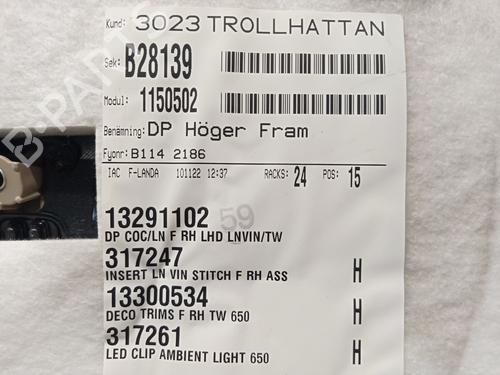 Kund: 3023 TROLLHATTAN
Sek: B28139
Modul: 1150502
Benämning: DP Höger Fram
Fyonr: B114 2186
IAC F-LANDA 101122 12:37 RACKS: 24 POS: 15
59
13291102
DP COC/LN F RH LHD LNVIN/TW
317247 H
INSERT LN VIN STITCH F RH ASS
13300534 H
DECO TRIMS F RH TW 650
317261 H
LED CLIP AMBIENT LIGHT 650
B-PARTS